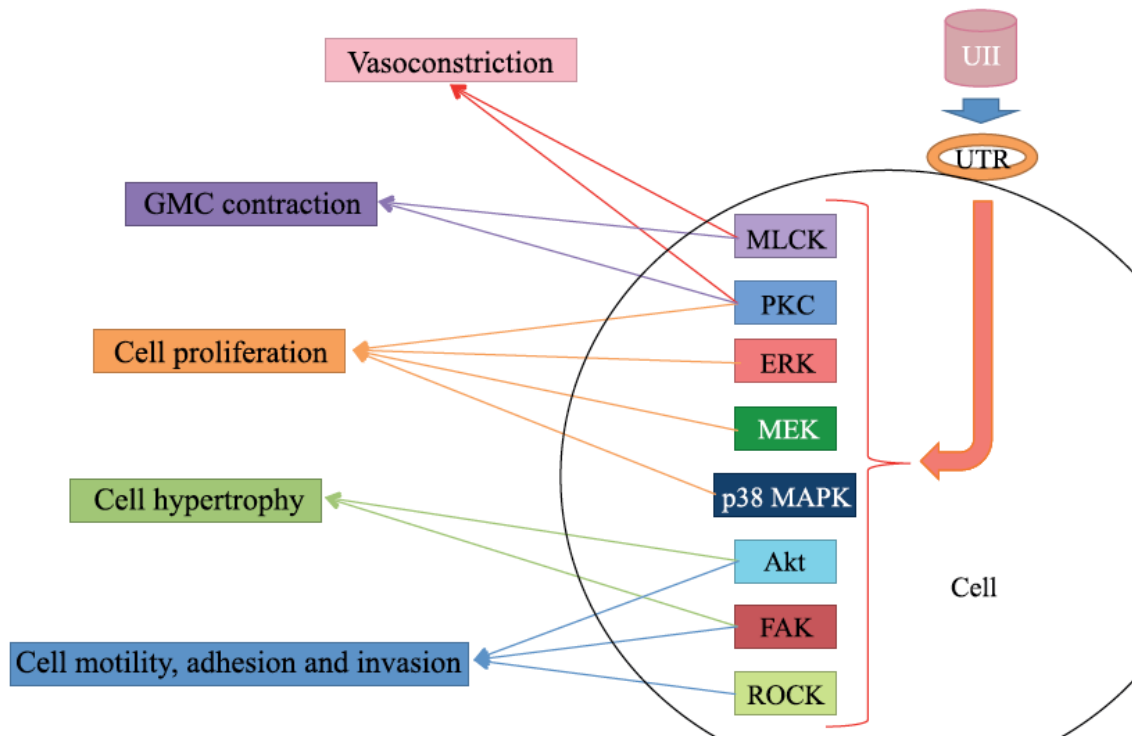 Vasoconstriction
UII
UTR
GMC contraction
MLCK
PKC
Cell proliferation
ERK
MEK
Cell hypertrophy
p38 MAPK
Akt
Cell
FAK
Cell motility, adhesion and invasion
ROCK